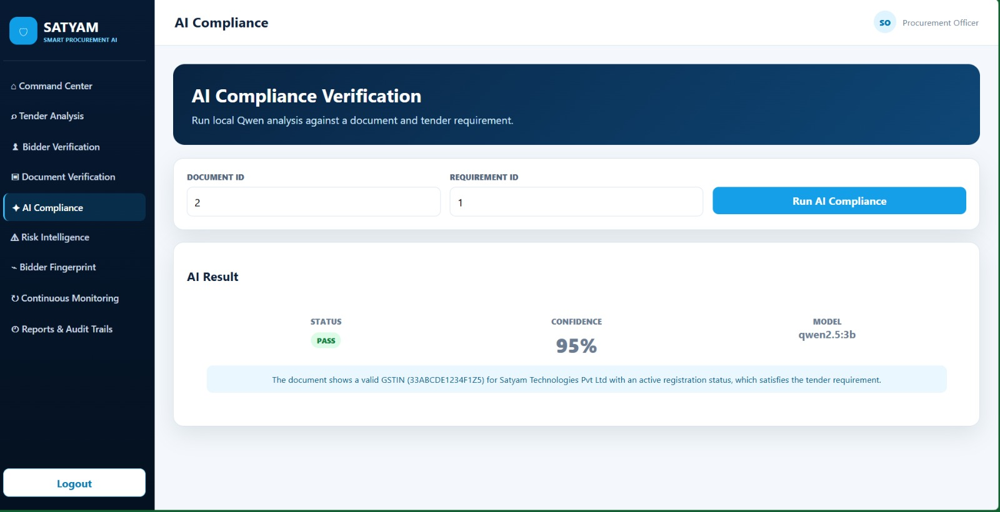 SATYAM
SMART PROCUREMENT AI
Command Center
Tender Analysis
Bidder Verification
Document Verification
AI Compliance
Risk Intelligence
Bidder Fingerprint
Continuous Monitoring
Reports & Audit Trails
Logout
AI Compliance
SO Procurement Officer
AI Compliance Verification
Run local Qwen analysis against a document and tender requirement.
DOCUMENT ID
2
REQUIREMENT ID
1
Run AI Compliance
AI Result
STATUS
PASS
CONFIDENCE
95%
MODEL
qwen2.5:3b
The document shows a valid GSTIN (33ABCDE1234F1Z5) for Satyam Technologies Pvt Ltd with an active registration status, which satisfies the tender requirement.